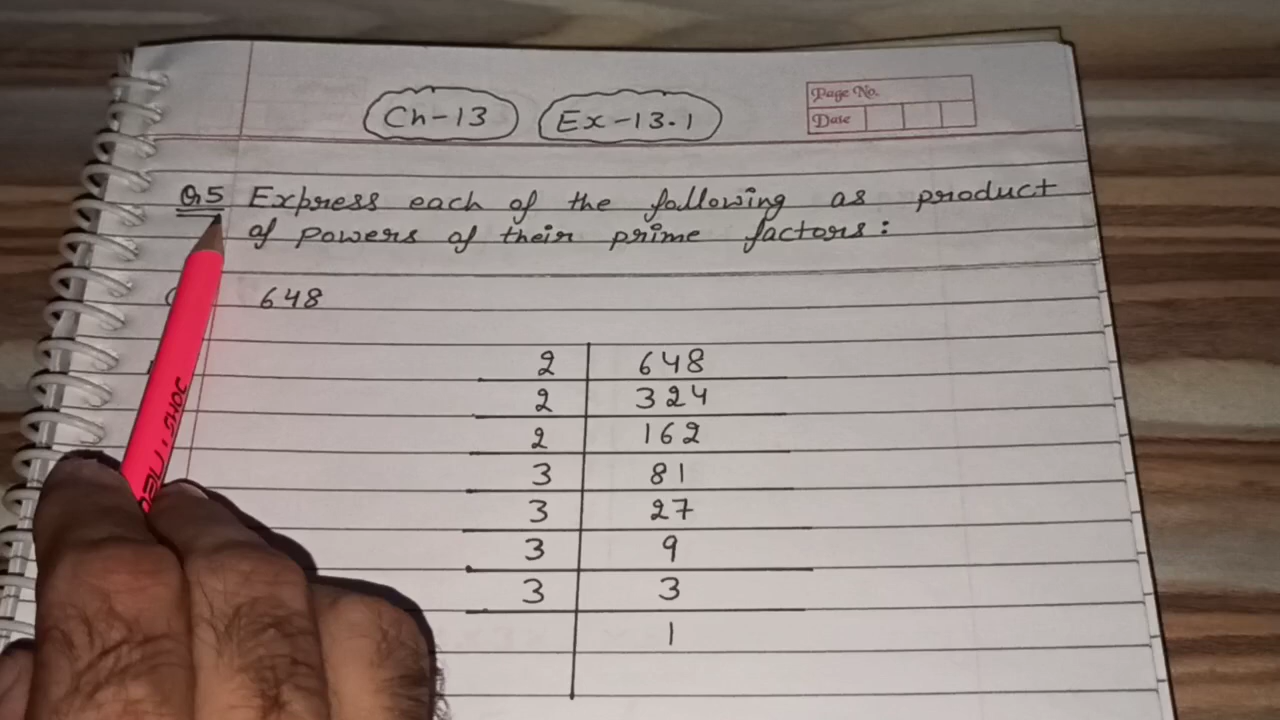 Ch-13 Ex-13.1
Page No.
Date
Q5 Express each of the following as product
of powers of their prime factors:
648
2 648
2 324
2 162
3 81
3 27
3 9
3 3
1